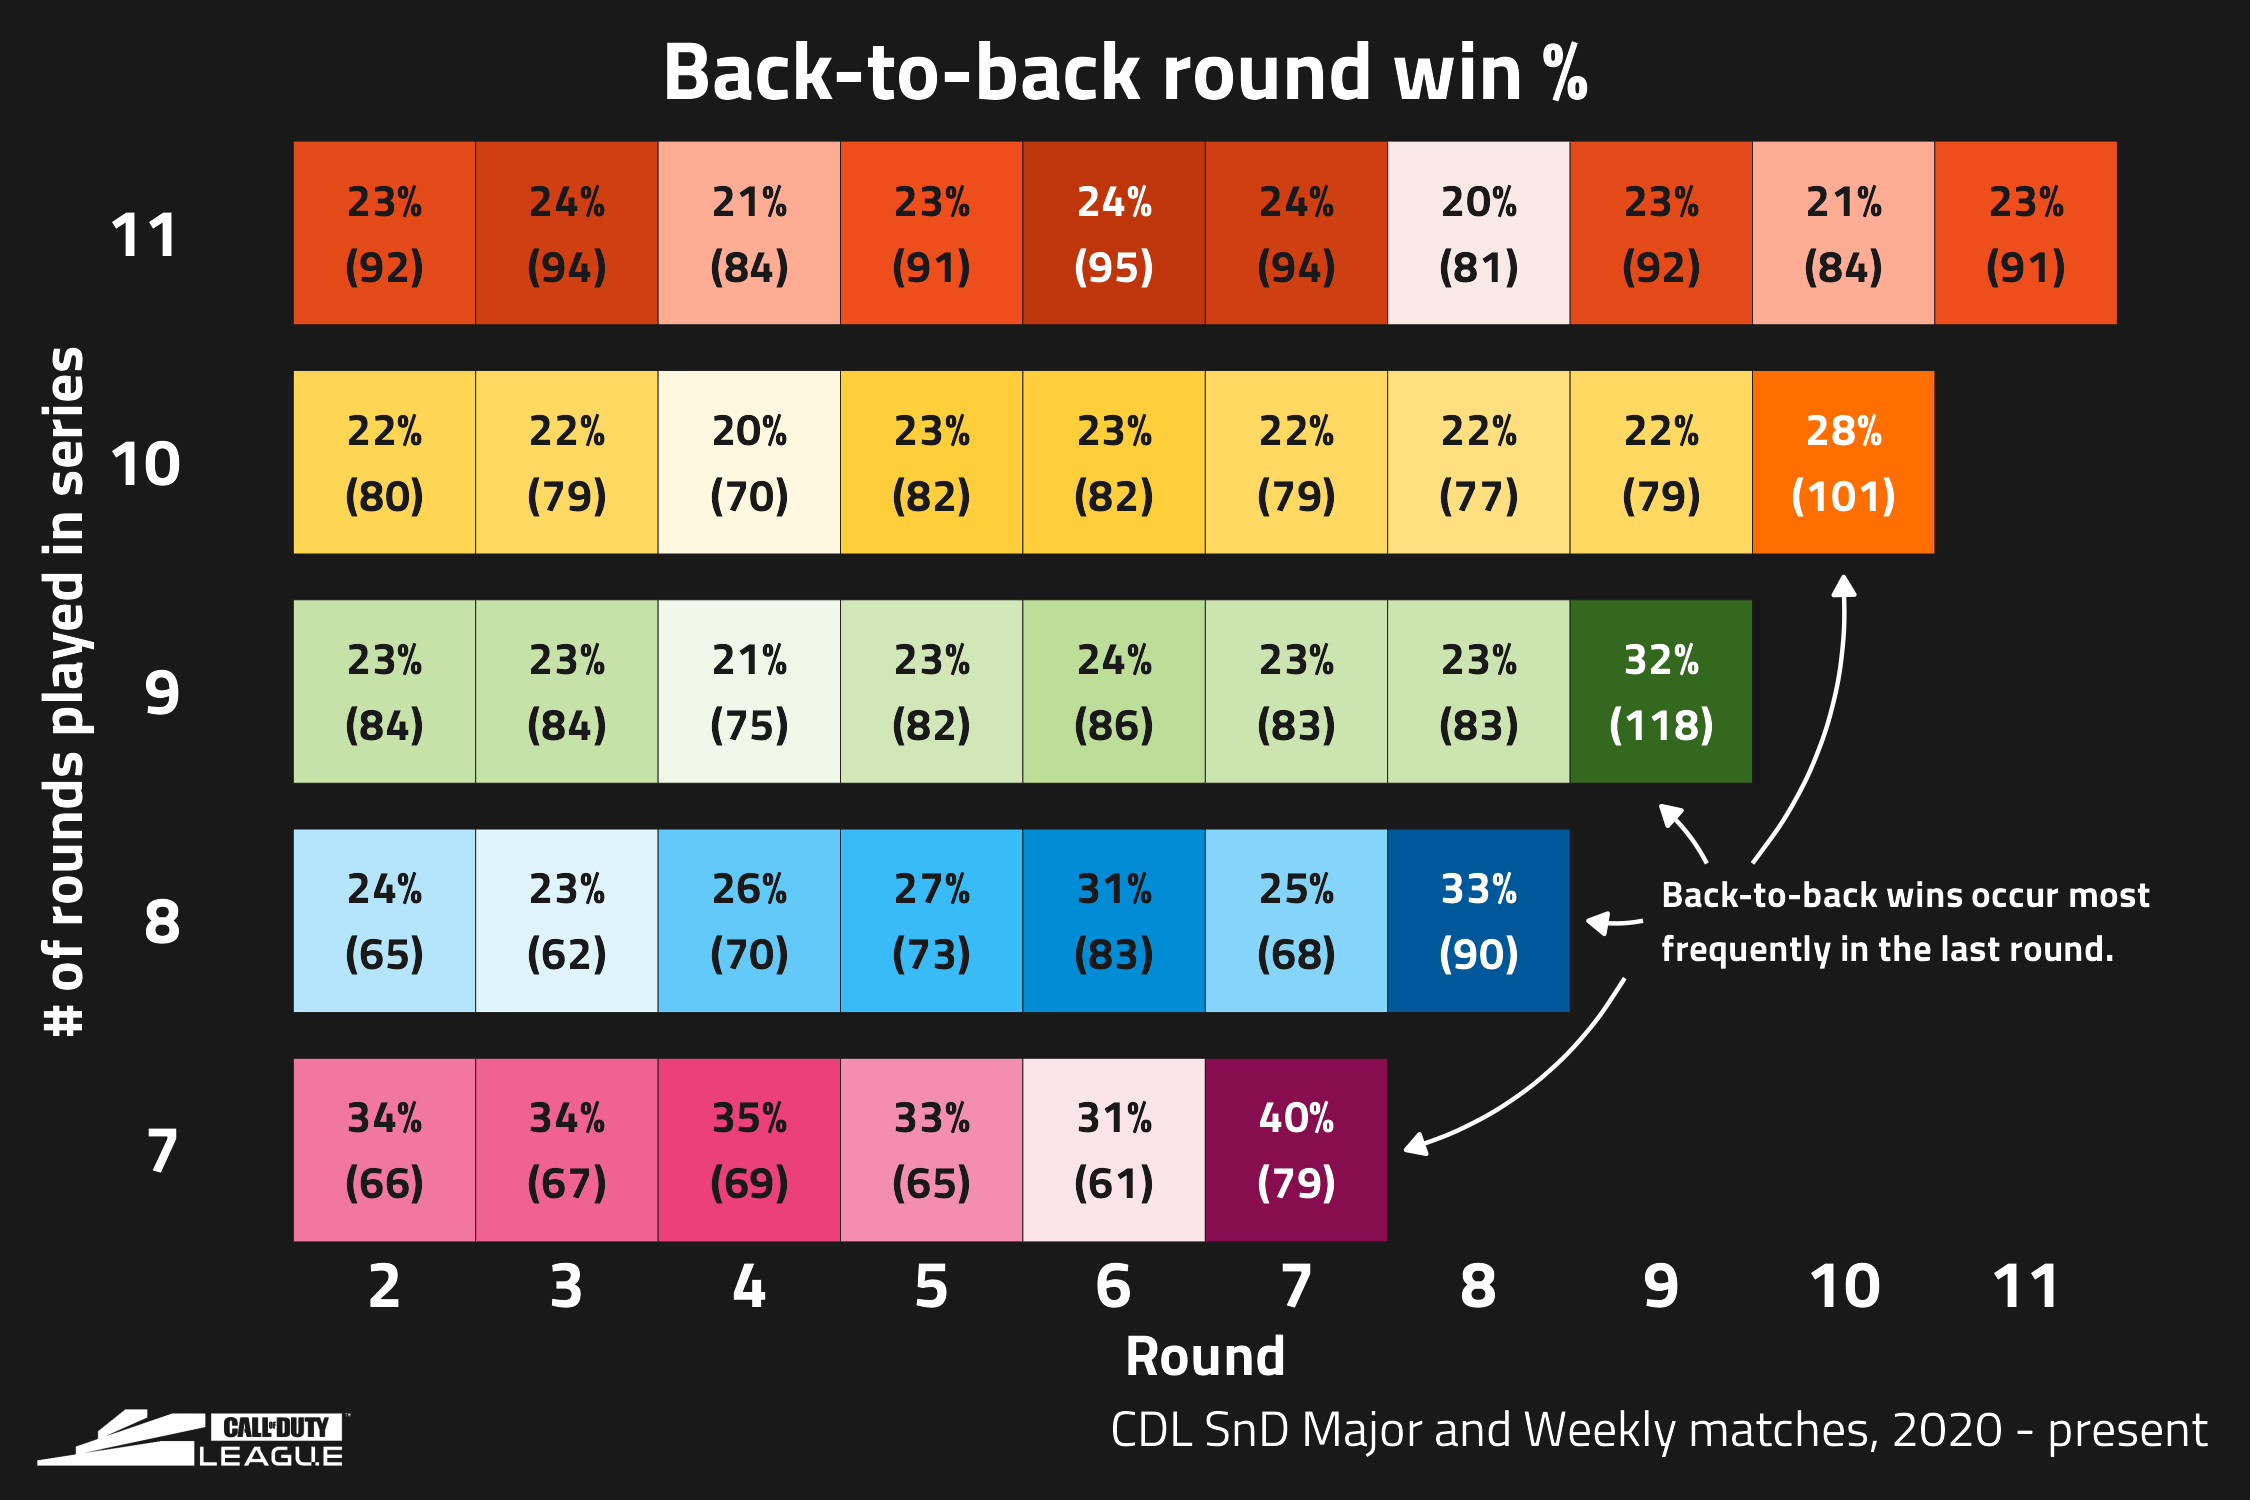 Back-to-back round win %
# of rounds played in series
11
23% 24% 21% 23% 24% 24% 20% 23% 21% 23%
(92) (94) (84) (91) (95) (94) (81) (92) (84) (91)
10
22% 22% 20% 23% 23% 22% 22% 22% 28%
(80) (79) (70) (82) (82) (79) (77) (79) (101)
9
23% 23% 21% 23% 24% 23% 23% 32%
(84) (84) (75) (82) (86) (83) (83) (118)
8
24% 23% 26% 27% 31% 25% 33%
(65) (62) (70) (73) (83) (68) (90)
Back-to-back wins occur most
frequently in the last round.
7
34% 34% 35% 33% 31% 40%
(66) (67) (69) (65) (61) (79)
2 3 4 5 6 7 8 9 10 11
Round
CALL OF DUTY
LEAGUE
CDL SnD Major and Weekly matches, 2020 - present